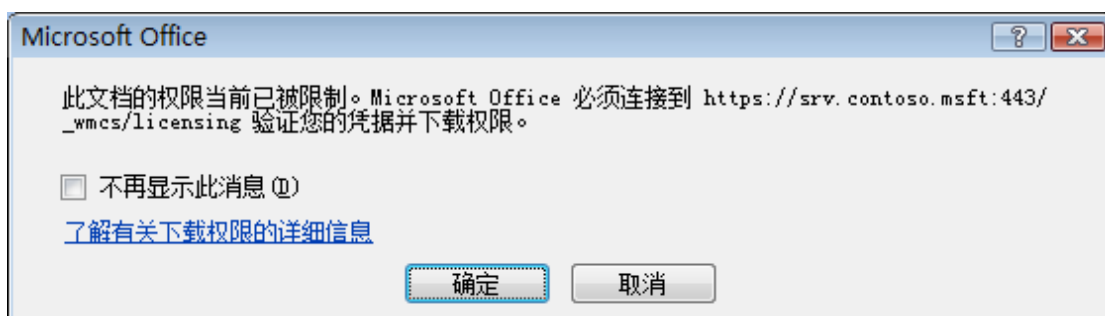 Microsoft Office
此文档的权限当前已被限制。Microsoft Office 必须连接到 https://srv.contoso.msft:443/
_wmcs/licensing 验证您的凭据并下载权限。
不再显示此消息(D)
了解有关下载权限的详细信息
确定 取消